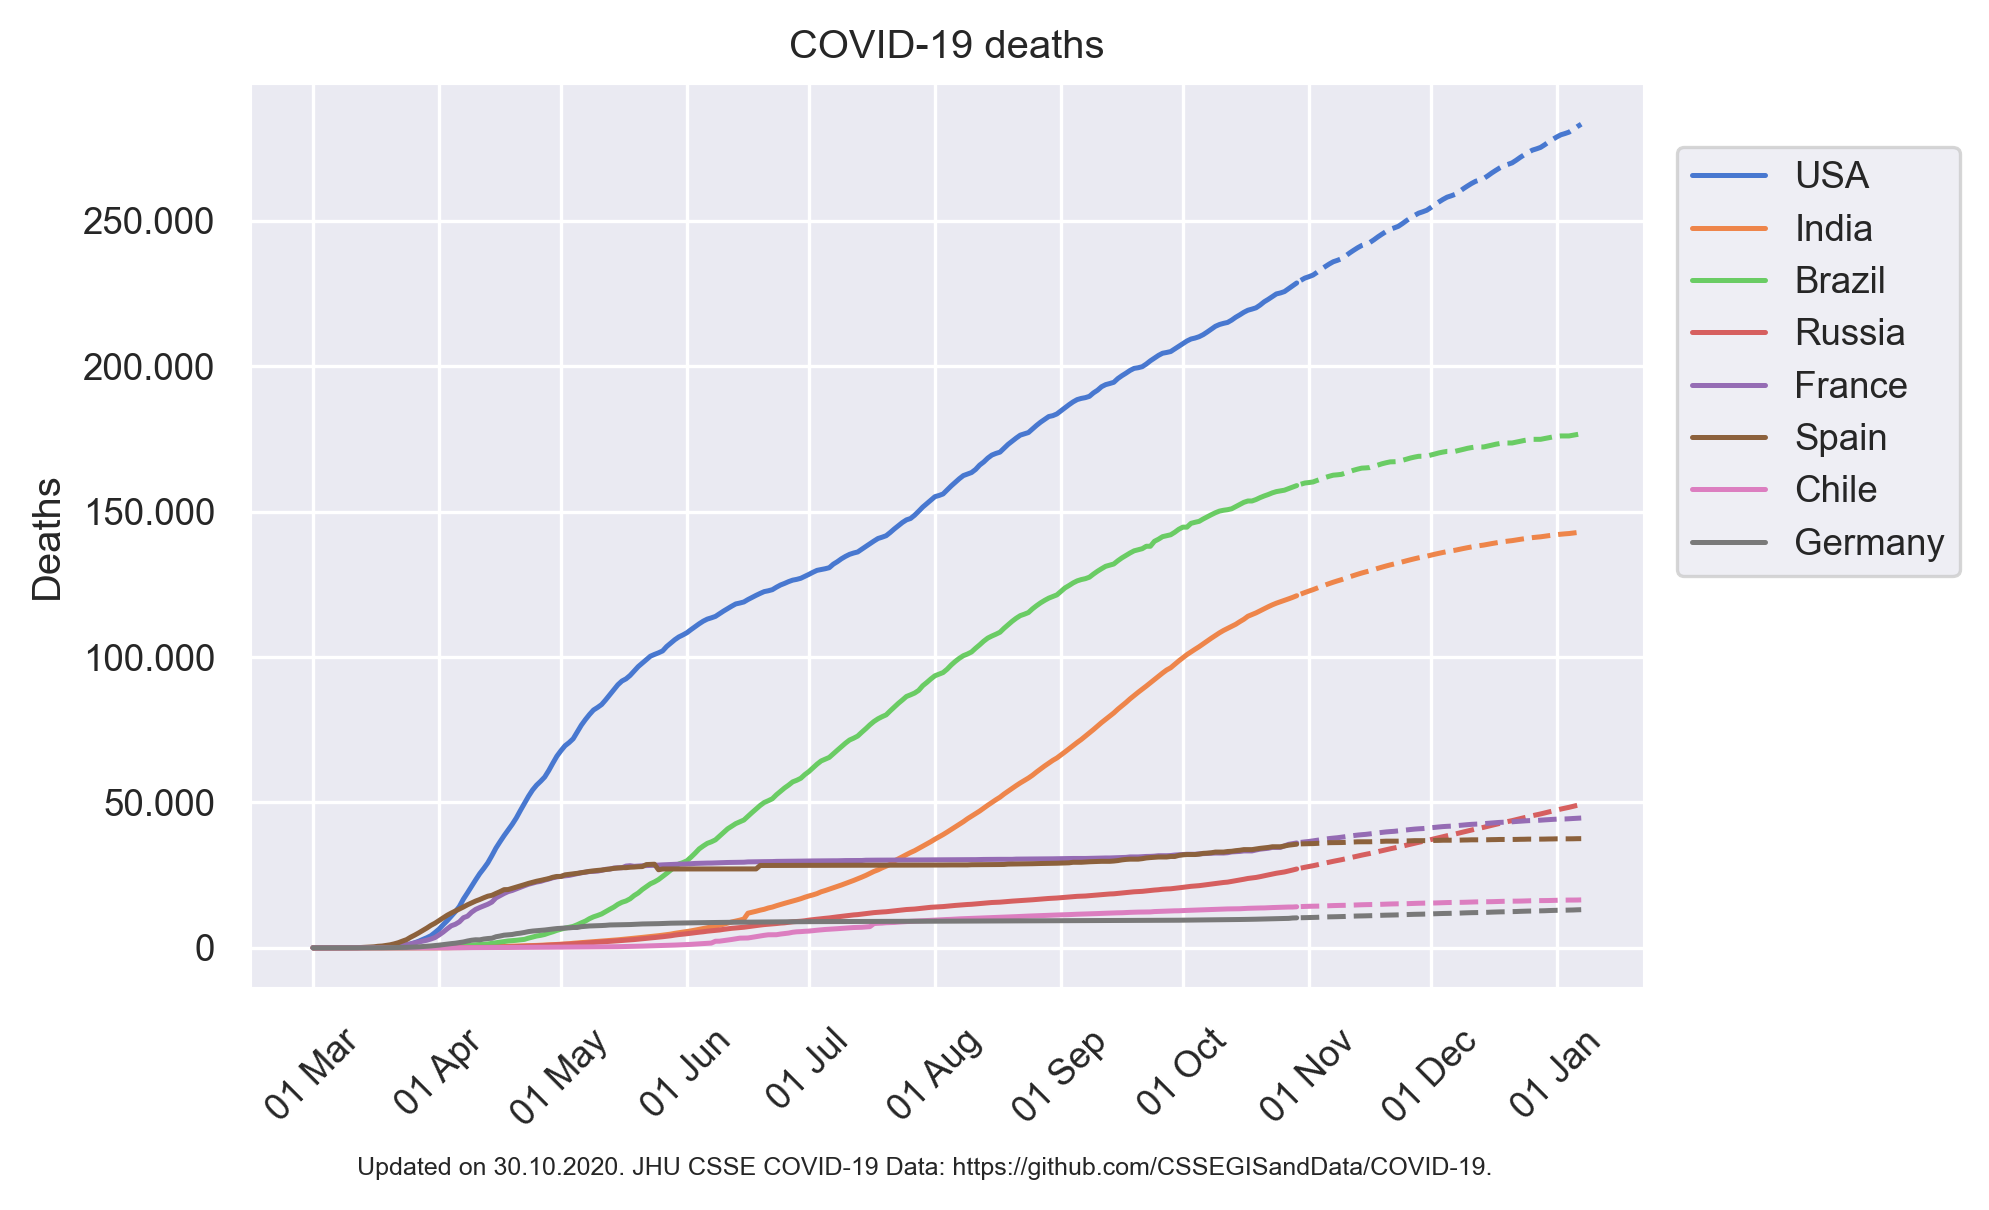 COVID-19 deaths
Deaths
250.000
200.000
150.000
100.000
50.000
0
01 Mar
01 Apr
01 May
01 Jun
01 Jul
01 Aug
01 Sep
01 Oct
01 Nov
01 Dec
01 Jan
USA
India
Brazil
Russia
France
Spain
Chile
Germany
Updated on 30.10.2020. JHU CSSE COVID-19 Data: https://github.com/CSSEGISandData/COVID-19.